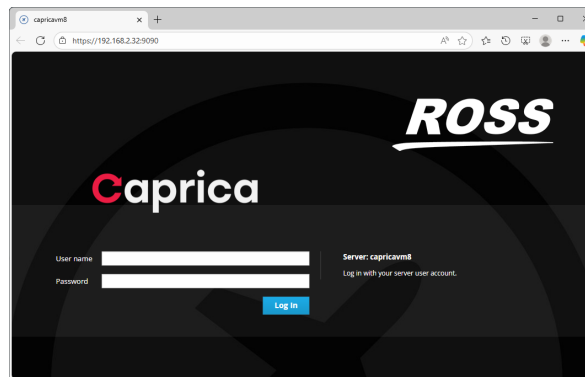 capricavm8
https://192.168.2.32:9090
ROSS
Caprica
User name
Password
Log In
Server: capricavm8
Log in with your server user account.